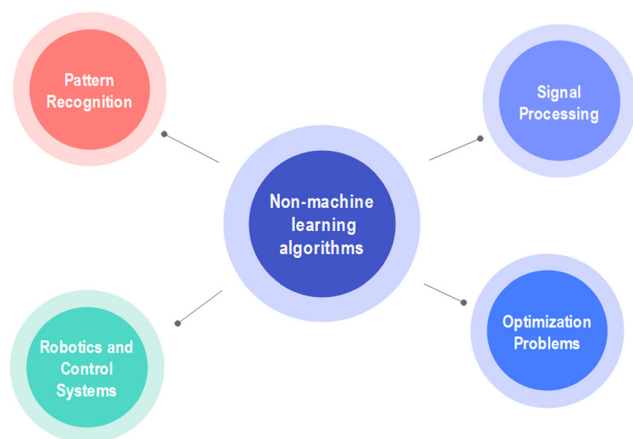 Pattern
Recognition
Signal
Processing
Non-machine
learning
algorithms
Robotics and
Control
Systems
Optimization
Problems